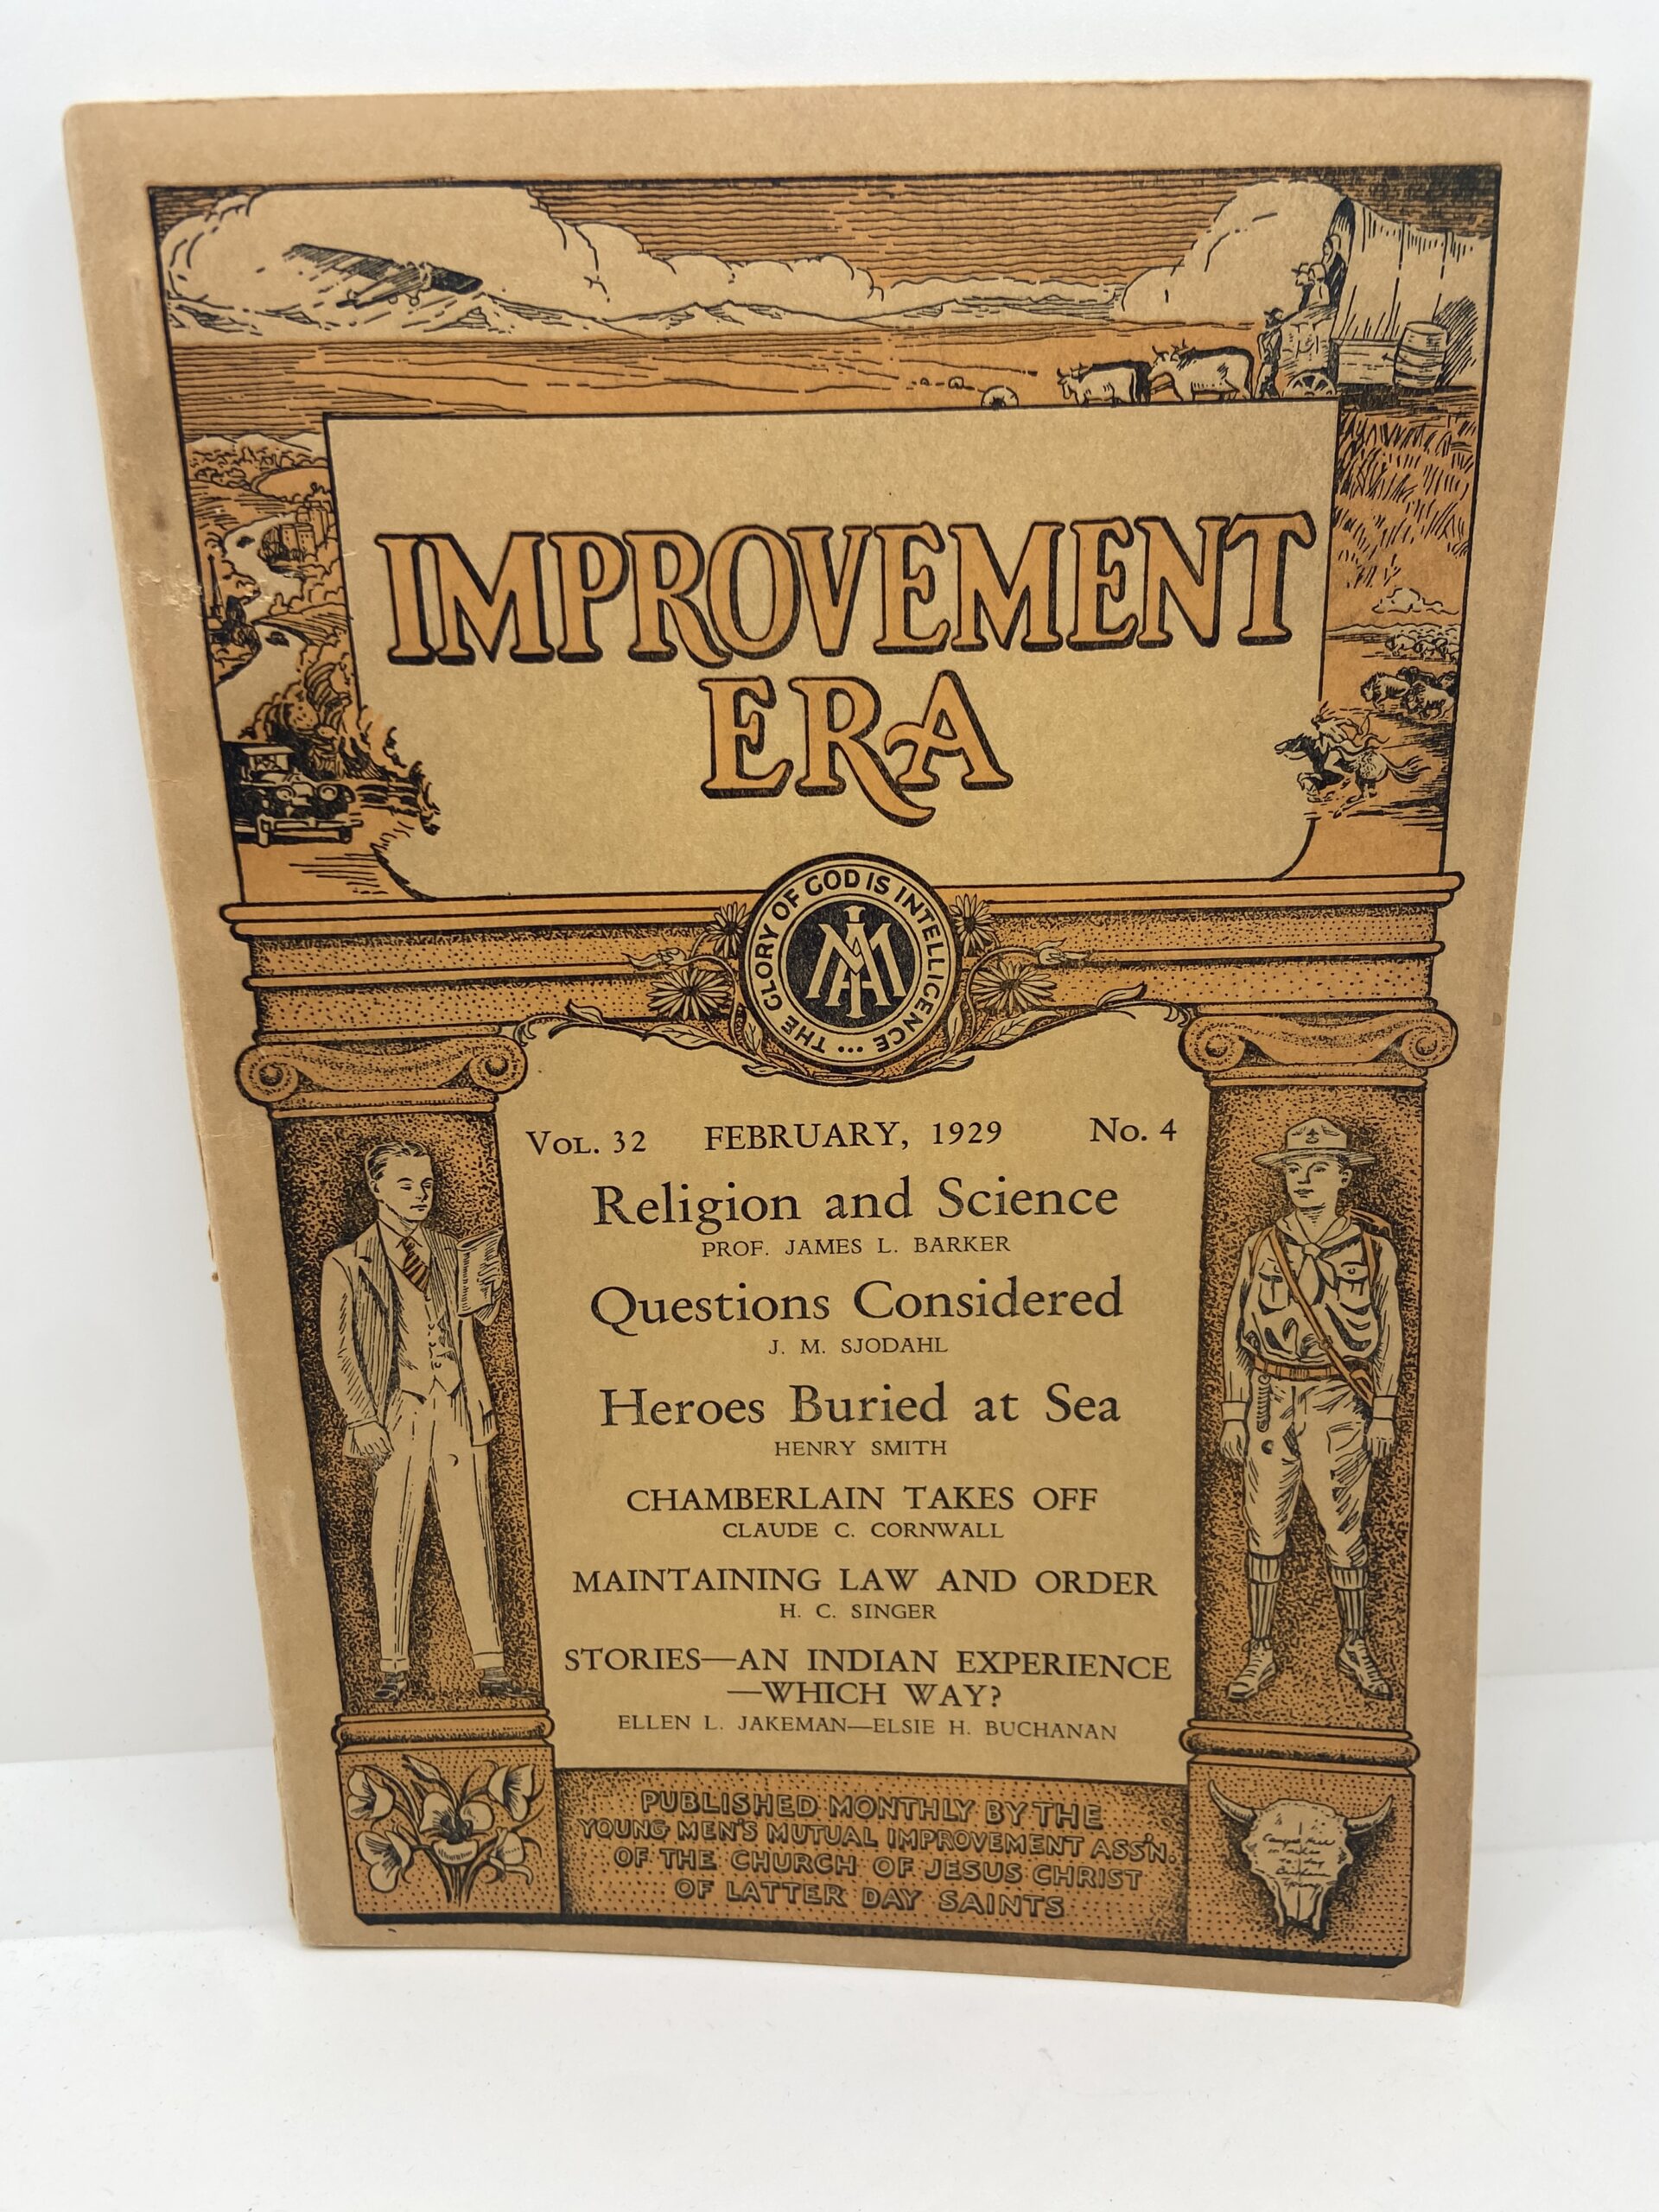 IMPROVEMENT
ERA
THE GLORY OF GOD IS INTELLIGENCE...
MIA
VOL. 32 FEBRUARY, 1929 No. 4
Religion and Science
PROF. JAMES L. BARKER
Questions Considered
J. M. SJODAHL
Heroes Buried at Sea
HENRY SMITH
CHAMBERLAIN TAKES OFF
CLAUDE C. CORNWALL
MAINTAINING LAW AND ORDER
H. C. SINGER
STORIES—AN INDIAN EXPERIENCE
—WHICH WAY?
ELLEN L. JAKEMAN—ELSIE H. BUCHANAN
PUBLISHED MONTHLY BY THE
YOUNG MEN'S MUTUAL IMPROVEMENT ASS'N.
OF THE CHURCH OF JESUS CHRIST
OF LATTER DAY SAINTS